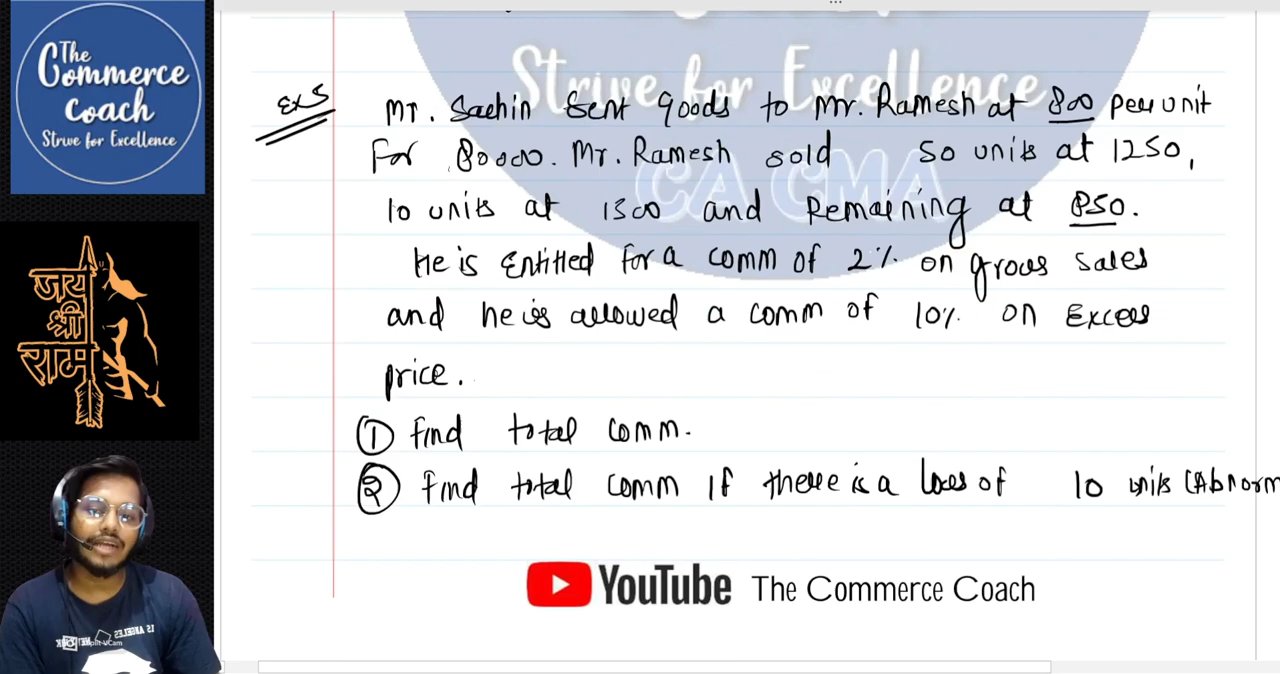 The
Commerce
Coach
Strive for Excellence
जय
श्री
राम
Strive for Excellence
CA CMA
Ex 5
Mr. Sachin sent goods to Mr. Ramesh at 800 per unit
for 80000. Mr. Ramesh sold 50 units at 1250,
10 units at 1300 and Remaining at 850.
He is Entitled for a comm of 2% on gross sales
and he is allowed a comm of 10% on Excess
price.
① find total comm.
② find total comm if there is a loss of 10 units (Abnorm
YouTube The Commerce Coach